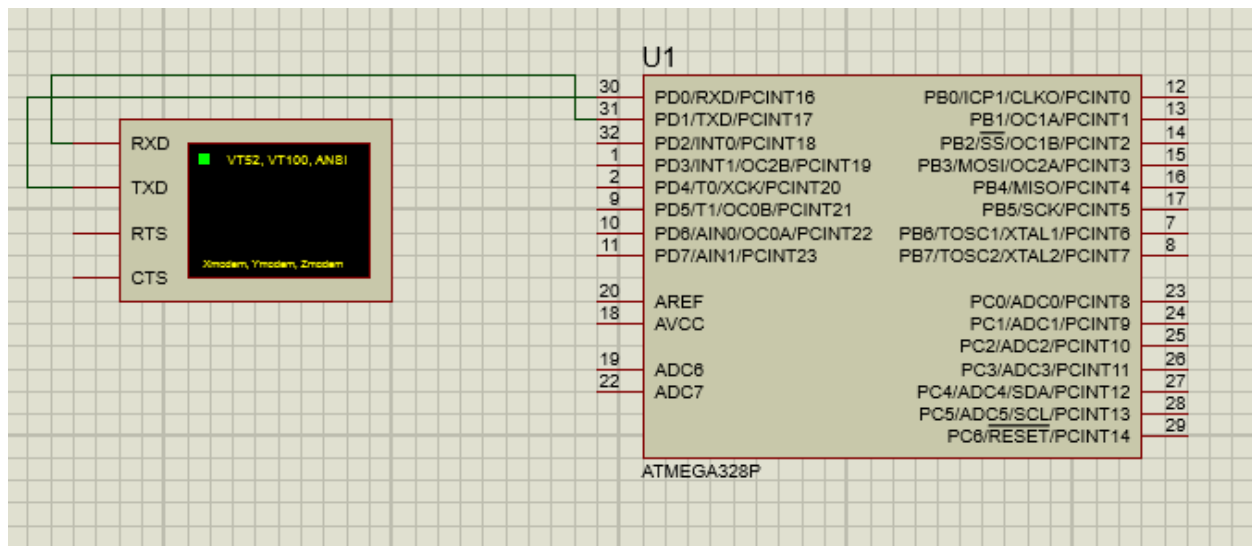 U1
RXD
TXD
RTS
CTS
VT52, VT100, ANSI
Xmodem, Ymodem, Zmodem
30 PD0/RXD/PCINT16
31 PD1/TXD/PCINT17
32 PD2/INT0/PCINT18
1 PD3/INT1/OC2B/PCINT19
2 PD4/T0/XCK/PCINT20
9 PD5/T1/OC0B/PCINT21
10 PD6/AIN0/OC0A/PCINT22
11 PD7/AIN1/PCINT23
20 AREF
18 AVCC
19 ADC6
22 ADC7
PB0/ICP1/CLKO/PCINT0 12
PB1/OC1A/PCINT1 13
PB2/SS/OC1B/PCINT2 14
PB3/MOSI/OC2A/PCINT3 15
PB4/MISO/PCINT4 16
PB5/SCK/PCINT5 17
PB6/TOSC1/XTAL1/PCINT6 7
PB7/TOSC2/XTAL2/PCINT7 8
PC0/ADC0/PCINT8 23
PC1/ADC1/PCINT9 24
PC2/ADC2/PCINT10 25
PC3/ADC3/PCINT11 26
PC4/ADC4/SDA/PCINT12 27
PC5/ADC5/SCL/PCINT13 28
PC6/RESET/PCINT14 29
ATMEGA328P